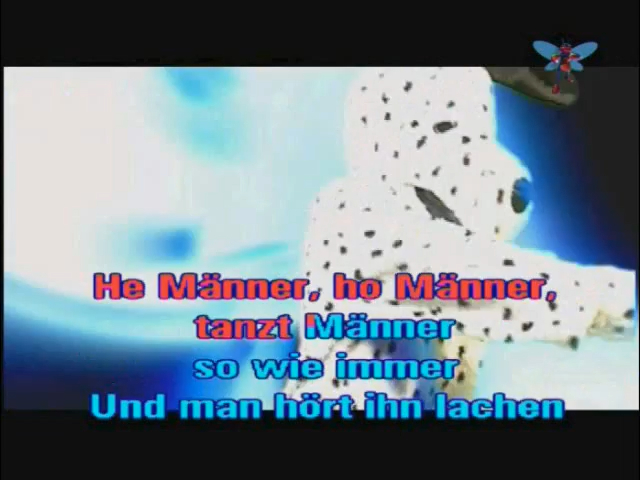 He Männer, ho Männer,
tanzt Männer
so wie immer
Und man hört ihn lachen